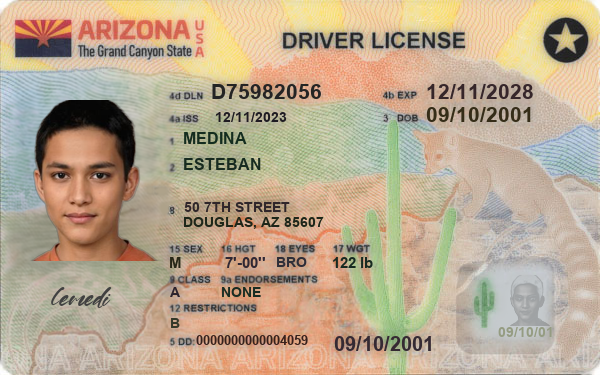 ARIZONA USA
The Grand Canyon State
DRIVER LICENSE
4d DLN D75982056 4b EXP 12/11/2028
4a ISS 12/11/2023 3 DOB 09/10/2001
1 MEDINA
2 ESTEBAN
8 50 7TH STREET
DOUGLAS, AZ 85607
15 SEX 16 HGT 18 EYES 17 WGT
M 7'-00" BRO 122 lb
9 CLASS 9a ENDORSEMENTS
A NONE
12 RESTRICTIONS
B
5 DD: 0000000000004059 09/10/2001
09/10/01
ARIZONA ARIZONA ARIZONA ARIZONA